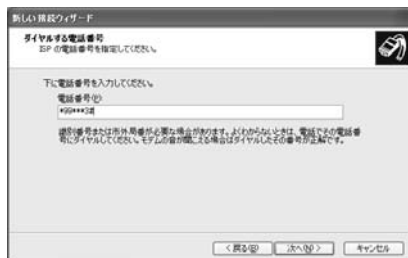 新しい接続ウィザード
ダイヤルする電話番号
ISP の電話番号を指定してください。
下に電話番号を入力してください。
電話番号(P)
*99***3#
識別番号または市外局番が必要な場合があります。よくわからないときは、電話でその電話番
号にダイヤルしてください。モデムの音が聞こえる場合はダイヤルしたその番号が正解です。
< 戻る(B)
次へ(N) >
キャンセル